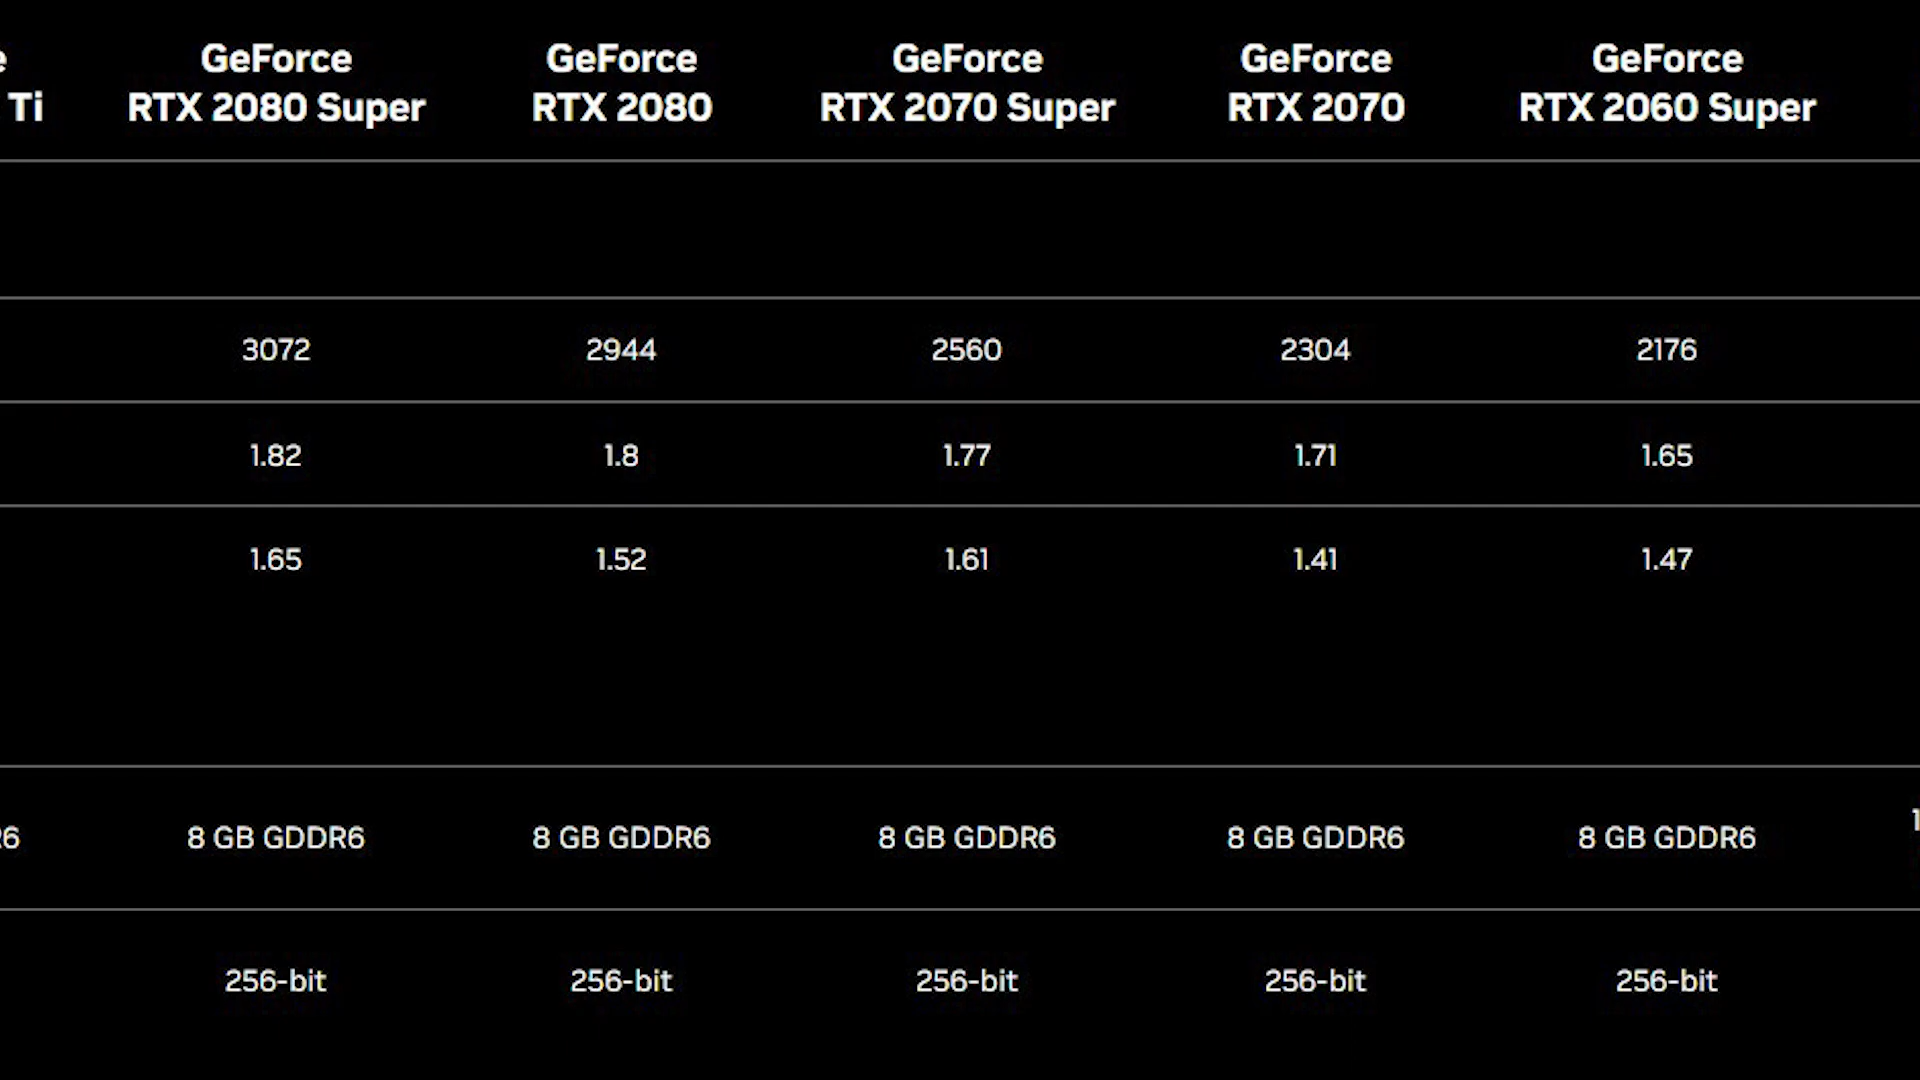 GeForce GeForce GeForce GeForce GeForce
Ti RTX 2080 Super RTX 2080 RTX 2070 Super RTX 2070 RTX 2060 Super
3072 2944 2560 2304 2176
1.82 1.8 1.77 1.71 1.65
1.65 1.52 1.61 1.41 1.47
8 GB GDDR6 8 GB GDDR6 8 GB GDDR6 8 GB GDDR6 8 GB GDDR6
256-bit 256-bit 256-bit 256-bit 256-bit